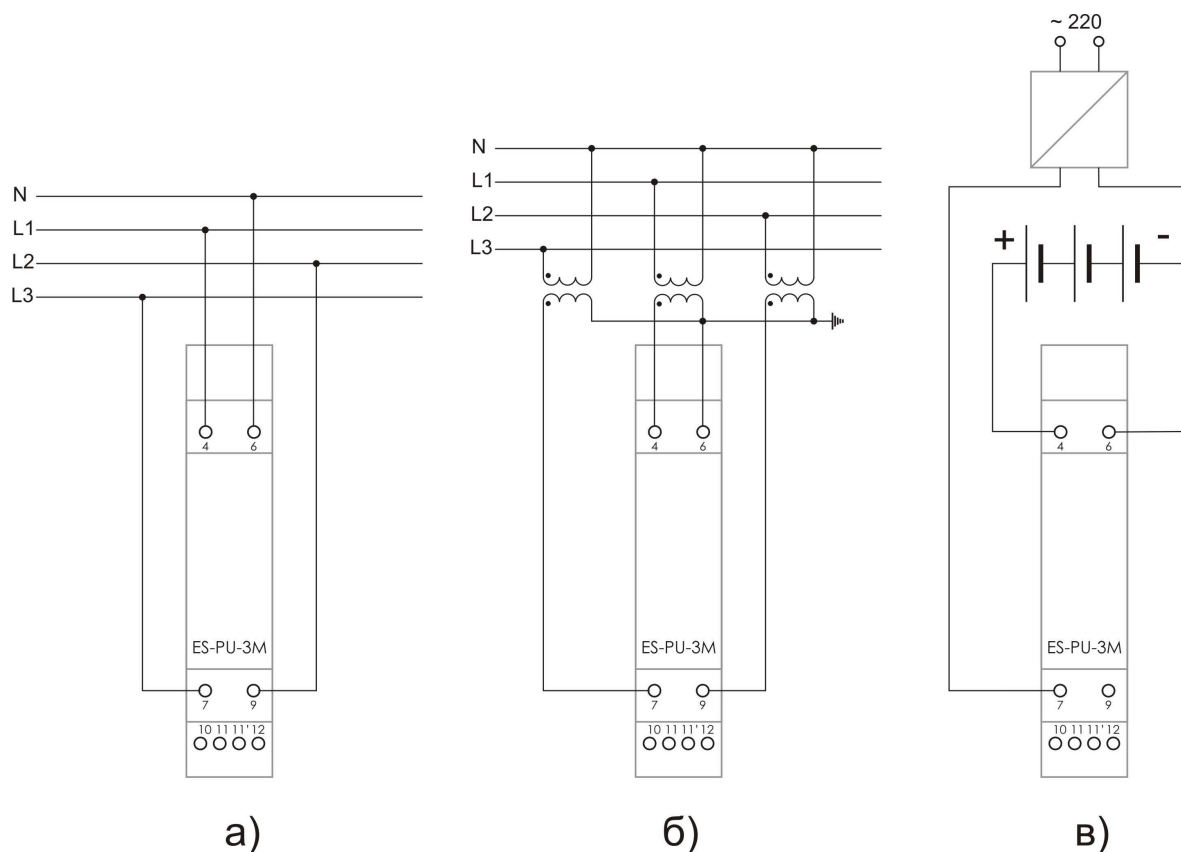 N
L1
L2
L3
4 6
ES-PU-3M
7 9
10 11 11' 12
а)
N
L1
L2
L3
4 6
ES-PU-3M
7 9
10 11 11' 12
б)
~ 220
+ -
4 6
ES-PU-3M
7 9
10 11 11' 12
в)